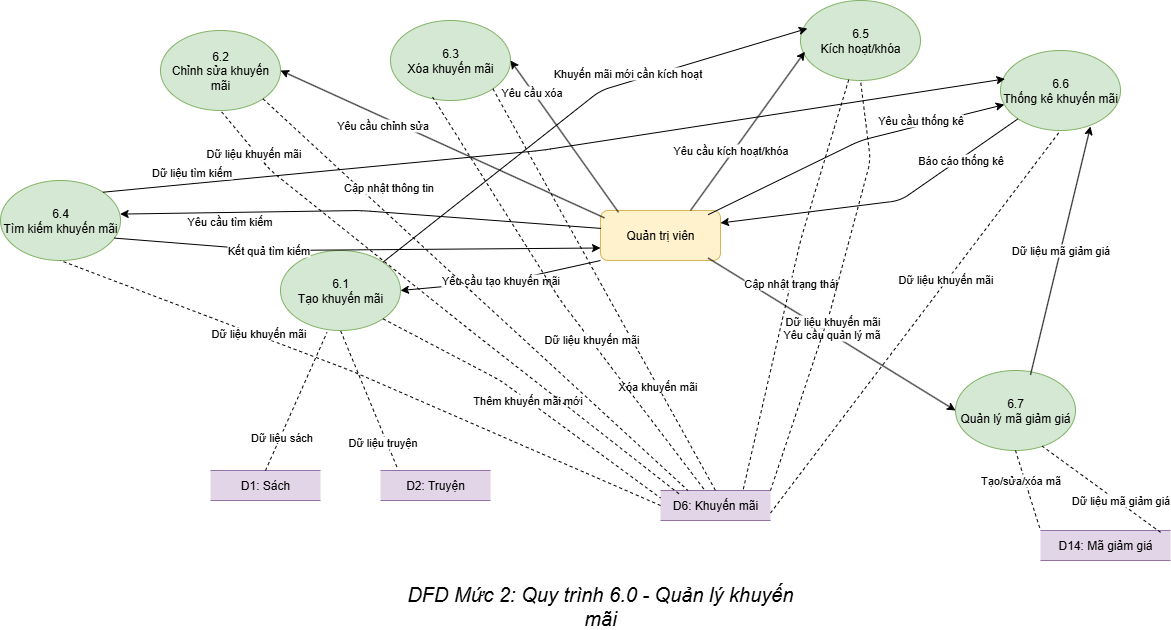 6.5
Kích hoạt/khóa
6.2
Chỉnh sửa khuyến
mãi
6.3
Xóa khuyến mãi
Khuyến mãi mới cần kích hoạt
6.6
Thống kê khuyến mãi
Yêu cầu xóa
Yêu cầu chỉnh sửa
Yêu cầu thống kê
Dữ liệu khuyến mãi
Yêu cầu kích hoạt/khóa
Báo cáo thống kê
Dữ liệu tìm kiếm
Cập nhật thông tin
6.4
Tìm kiếm khuyến mãi
Yêu cầu tìm kiếm
Quản trị viên
Kết quả tìm kiếm
Dữ liệu mã giảm giá
6.1
Tạo khuyến mãi
Yêu cầu tạo khuyến mãi
Cập nhật trạng thái
Dữ liệu khuyến mãi
Dữ liệu khuyến mãi
Yêu cầu quản lý mã
Dữ liệu khuyến mãi
Dữ liệu khuyến mãi
Xóa khuyến mãi
Thêm khuyến mãi mới
6.7
Quản lý mã giảm giá
Dữ liệu sách
Dữ liệu truyện
D1: Sách
D2: Truyện
D6: Khuyến mãi
Tạo/sửa/xóa mã
Dữ liệu mã giảm giá
D14: Mã giảm giá
DFD Mức 2: Quy trình 6.0 - Quản lý khuyến
mãi